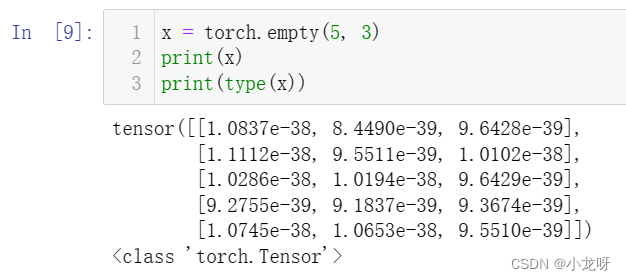 In [9]:
1 x = torch.empty(5, 3)
2 print(x)
3 print(type(x))
tensor([[1.0837e-38, 8.4490e-39, 9.6428e-39],
[1.1112e-38, 9.5511e-39, 1.0102e-38],
[1.0286e-38, 1.0194e-38, 9.6429e-39],
[9.2755e-39, 9.1837e-39, 9.3674e-39],
[1.0745e-38, 1.0653e-38, 9.5510e-39]])
<class 'torch.Tensor'>
CSDN @小龙呀